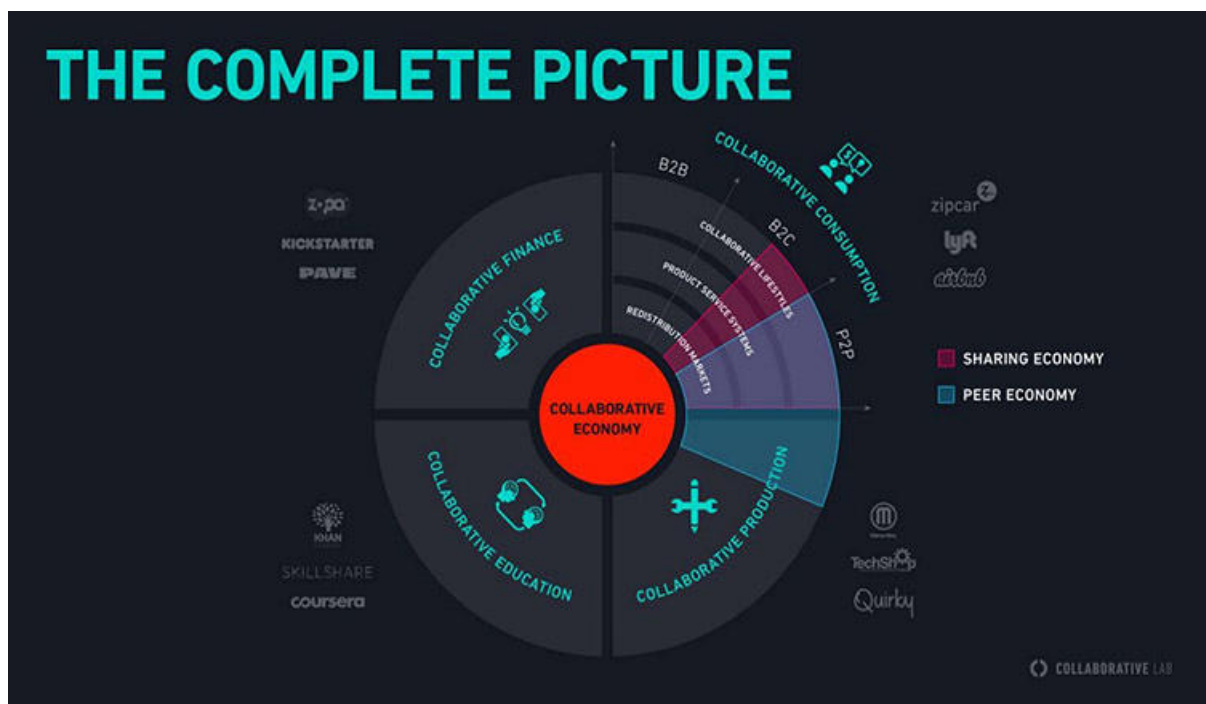 THE COMPLETE PICTURE
B2B
B2C
P2P
COLLABORATIVE CONSUMPTION
COLLABORATIVE LIFESTYLES
PRODUCT SERVICE SYSTEMS
REDISTRIBUTION MARKETS
zipcar
lyft
airbnb
KICKSTARTER
PAVE
COLLABORATIVE FINANCE
COLLABORATIVE
ECONOMY
SHARING ECONOMY
PEER ECONOMY
COLLABORATIVE EDUCATION
COLLABORATIVE PRODUCTION
KHAN
SKILLSHARE
coursera
TechShop
Quirky
COLLABORATIVE LAB